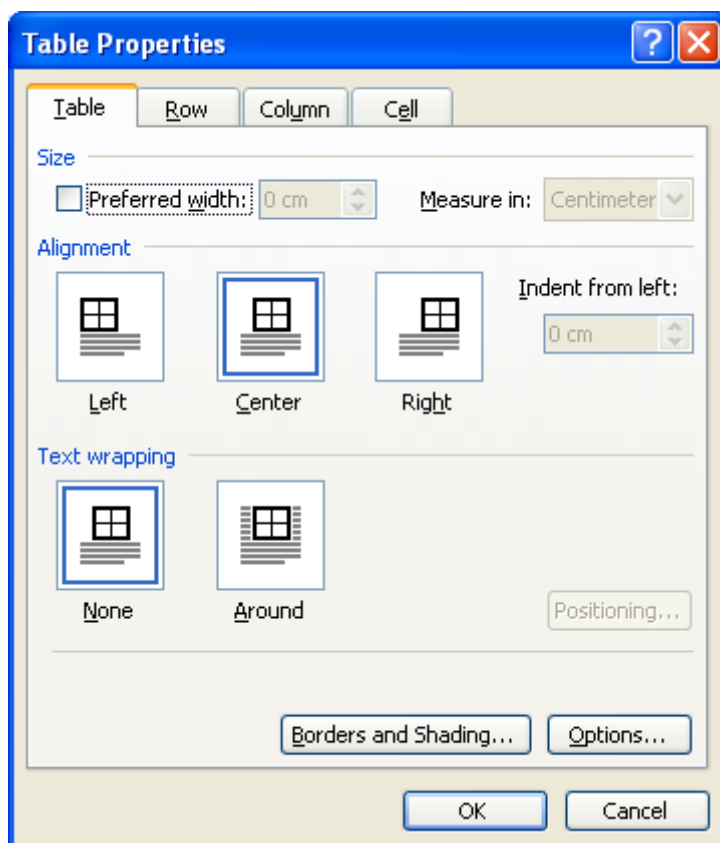 Table Properties
Table Row Column Cell
Size
Preferred width: 0 cm Measure in: Centimeter
Alignment
Indent from left:
0 cm
Left Center Right
Text wrapping
None Around Positioning...
Borders and Shading... Options...
OK Cancel